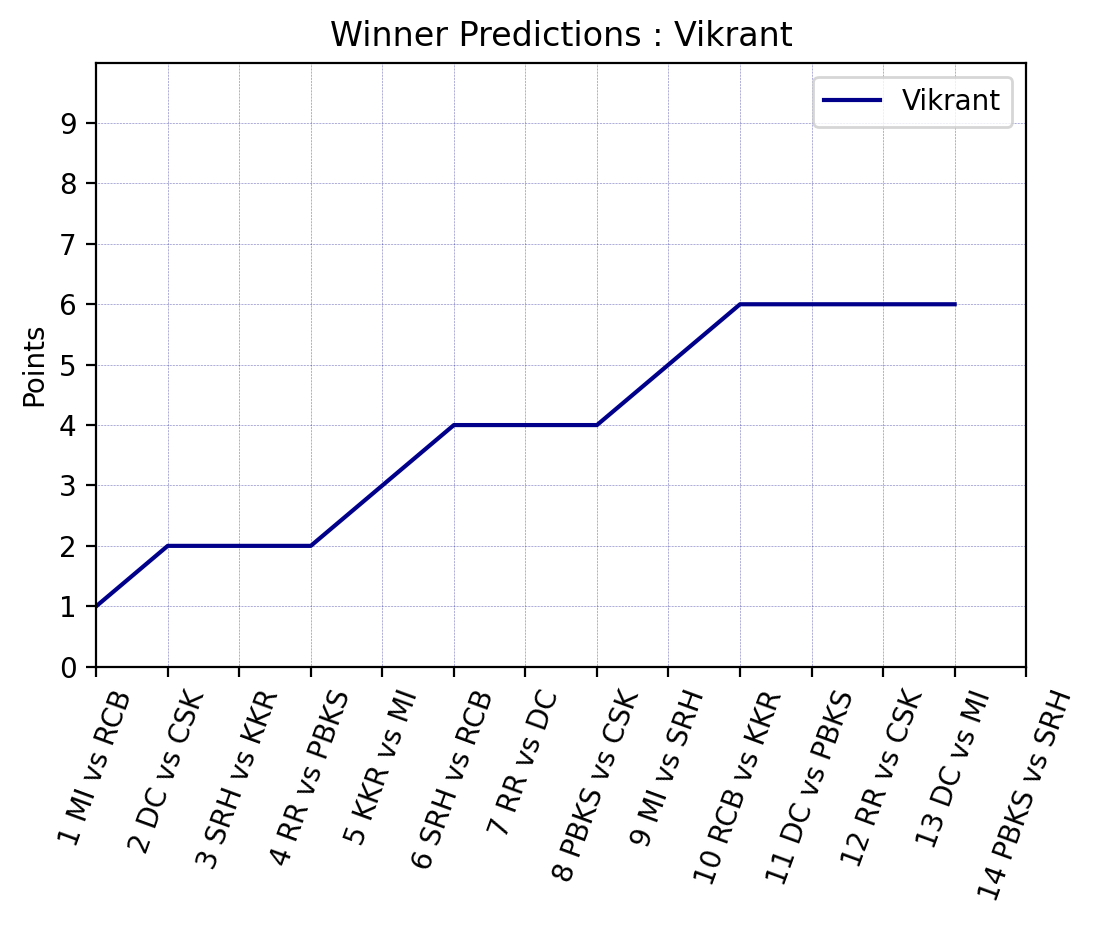 Winner Predictions : Vikrant
Vikrant
Points
9
8
7
6
5
4
3
2
1
0
1 MI vs RCB
2 DC vs CSK
3 SRH vs KKR
4 RR vs PBKS
5 KKR vs MI
6 SRH vs RCB
7 RR vs DC
8 PBKS vs CSK
9 MI vs SRH
10 RCB vs KKR
11 DC vs PBKS
12 RR vs CSK
13 DC vs MI
14 PBKS vs SRH